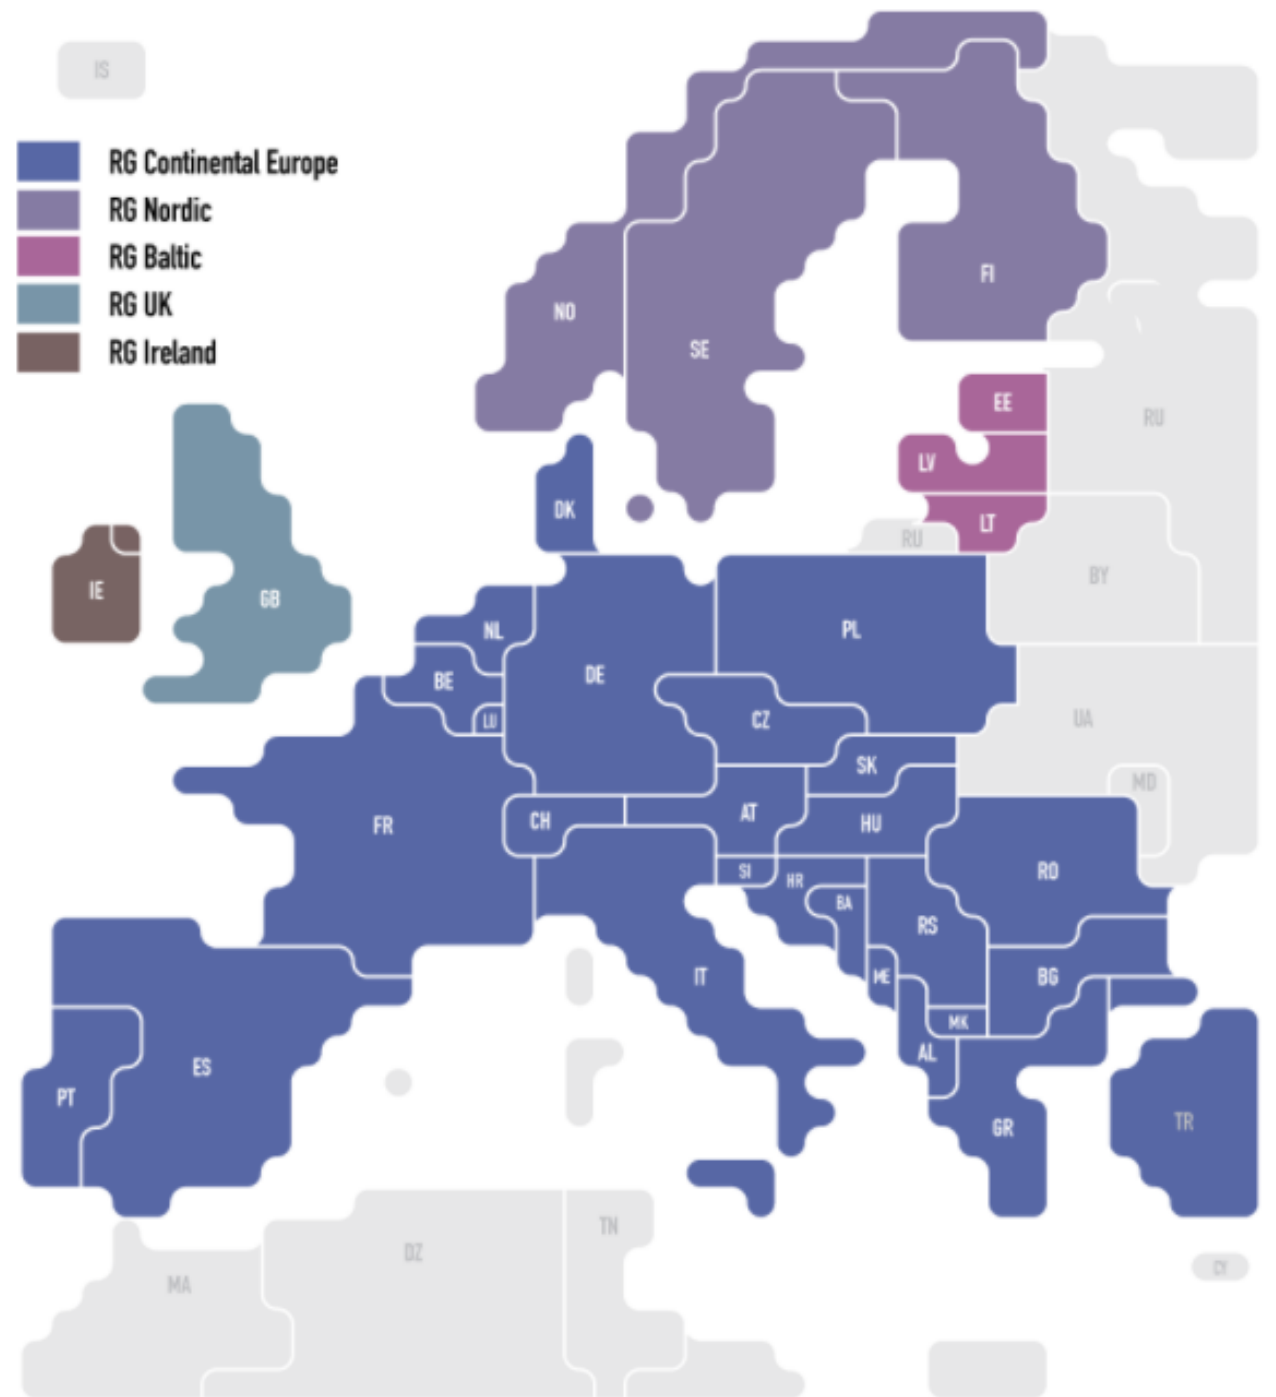 IS
RG Continental Europe
RG Nordic
RG Baltic
RG UK
RG Ireland
NO
SE
FI
EE
LV
LT
RU
RU
DK
IE
GB
BY
NL
PL
BE
DE
LU
CZ
UA
SK
MD
FR
CH
AT
HU
SI
HR
RO
BA
RS
IT
ME
BG
MK
AL
ES
PT
GR
TR
TN
DZ
MA
CY